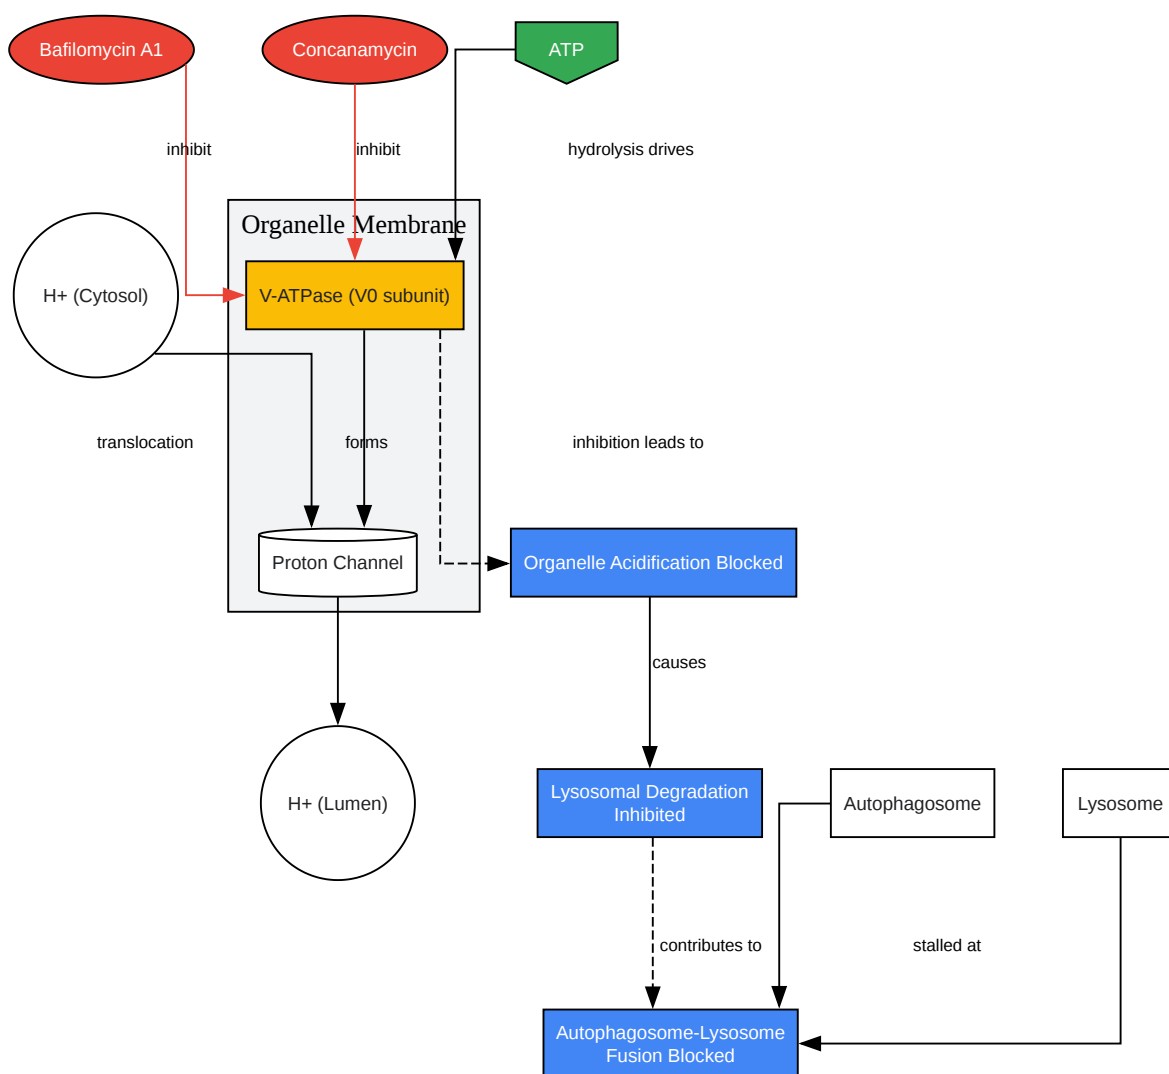 Bafilomycin A1
Concanamycin
ATP
inhibit
inhibit
hydrolysis drives
Organelle Membrane
H+ (Cytosol)
V-ATPase (V0 subunit)
translocation
forms
inhibition leads to
Proton Channel
Organelle Acidification Blocked
causes
H+ (Lumen)
Lysosomal Degradation
Inhibited
Autophagosome
Lysosome
contributes to
stalled at
Autophagosome-Lysosome
Fusion Blocked